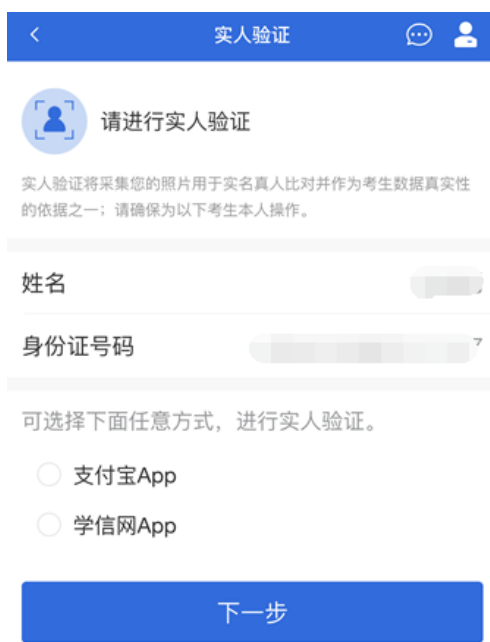 实人验证
请进行实人验证
实人验证将采集您的照片用于实名真人比对并作为考生数据真实性
的依据之一；请确保为以下考生本人操作。
姓名
身份证号码 7
可选择下面任意方式，进行实人验证。
支付宝App
学信网App
下一步